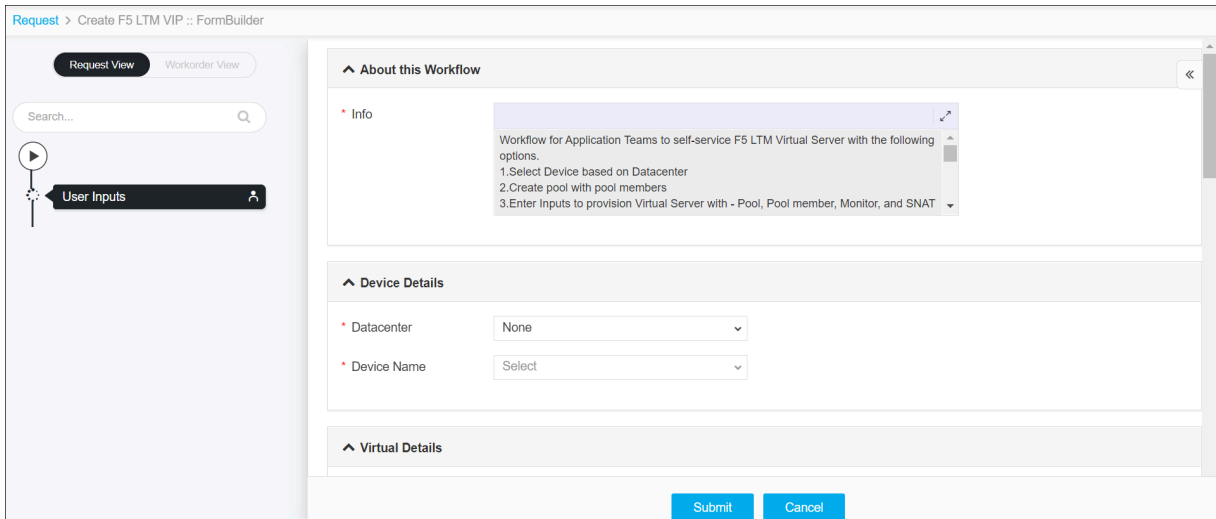 Request > Create F5 LTM VIP :: FormBuilder
Request View
Workorder View
Search...
User Inputs
About this Workflow
* Info
Workflow for Application Teams to self-service F5 LTM Virtual Server with the following
options.
1.Select Device based on Datacenter
2.Create pool with pool members
3.Enter Inputs to provision Virtual Server with - Pool, Pool member, Monitor, and SNAT
Device Details
* Datacenter
None
* Device Name
Select
Virtual Details
Submit
Cancel